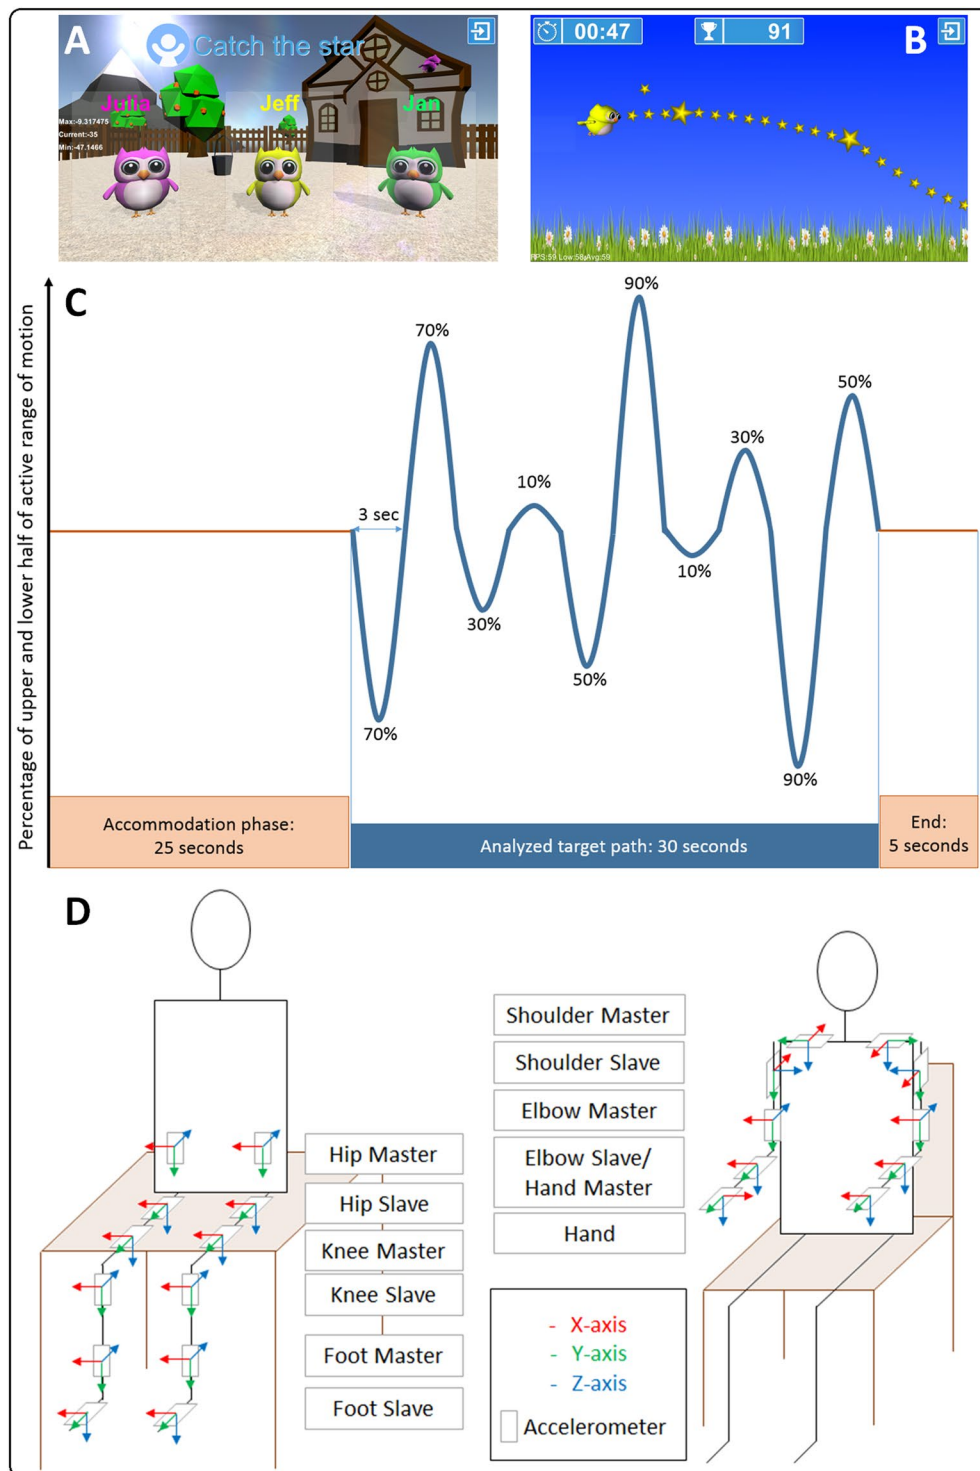 A
Catch the star
Julia
Jeff
Jan
Max:-9.317475
Current:-35
Min:-47.1466
00:47
91
B
C
Percentage of upper and lower half of active range of motion
90%
70%
50%
30%
10%
3 sec
10%
30%
50%
70%
90%
Accommodation phase:
25 seconds
Analyzed target path: 30 seconds
End:
5 seconds
D
Hip Master
Hip Slave
Knee Master
Knee Slave
Foot Master
Foot Slave
Shoulder Master
Shoulder Slave
Elbow Master
Elbow Slave/
Hand Master
Hand
- X-axis
- Y-axis
- Z-axis
Accelerometer